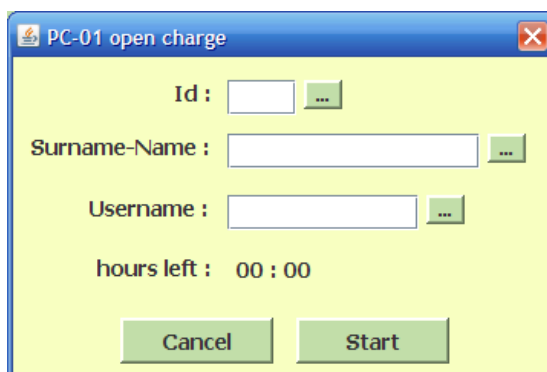 PC-01 open charge
Id :
...
Surname-Name :
...
Username :
...
hours left : 00 : 00
Cancel Start